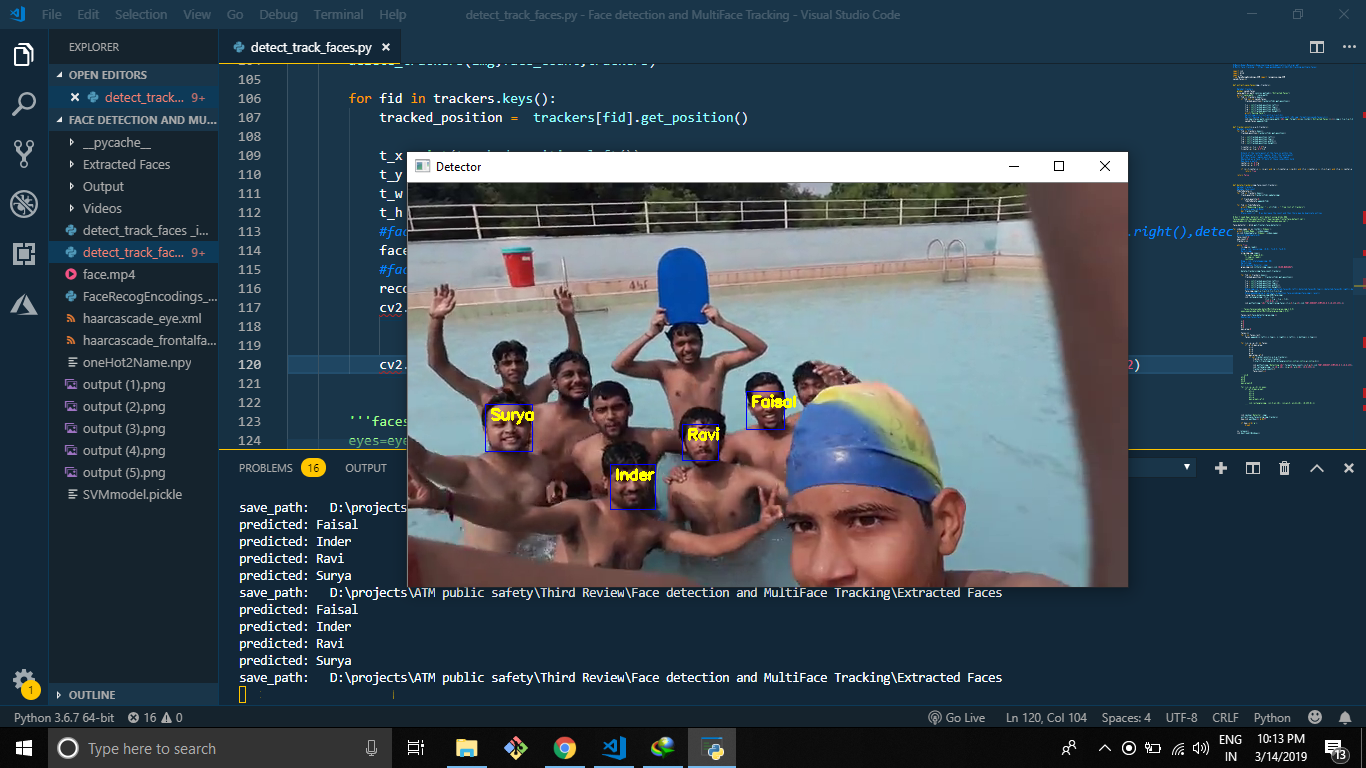 File Edit Selection View Go Debug Terminal Help
detect_track_faces.py - Face detection and MultiFace Tracking - Visual Studio Code
EXPLORER
OPEN EDITORS
detect_track... 9+
FACE DETECTION AND MU...
__pycache__
Extracted Faces
Output
Videos
detect_track_faces _i...
detect_track_fac... 9+
face.mp4
FaceRecogEncodings_...
haarcascade_eye.xml
haarcascade_frontalfa...
oneHot2Name.npy
output (1).png
output (2).png
output (3).png
output (4).png
output (5).png
SVMmodel.pickle
OUTLINE
detect_track_faces.py
105
106 for fid in trackers.keys():
107 tracked_position = trackers[fid].get_position()
108
109 t_x
110 t_y
111 t_w
112 t_h
113 #fac .right(),detec
114 face
115 #fac
116 reco
117 cv2.
118
119
120 cv2. 2)
121
122
123 '''faces
124 eyes=eye
Detector
Surya
Faisal
Ravi
Inder
PROBLEMS 16 OUTPUT
save_path: D:\projects
predicted: Faisal
predicted: Inder
predicted: Ravi
predicted: Surya
save_path: D:\projects\ATM public safety\Third Review\Face detection and MultiFace Tracking\Extracted Faces
predicted: Faisal
predicted: Inder
predicted: Ravi
predicted: Surya
save_path: D:\projects\ATM public safety\Third Review\Face detection and MultiFace Tracking\Extracted Faces
1
Python 3.6.7 64-bit 16 0
Go Live Ln 120, Col 104 Spaces: 4 UTF-8 CRLF Python
Type here to search
ENG
IN
10:13 PM
3/14/2019
13